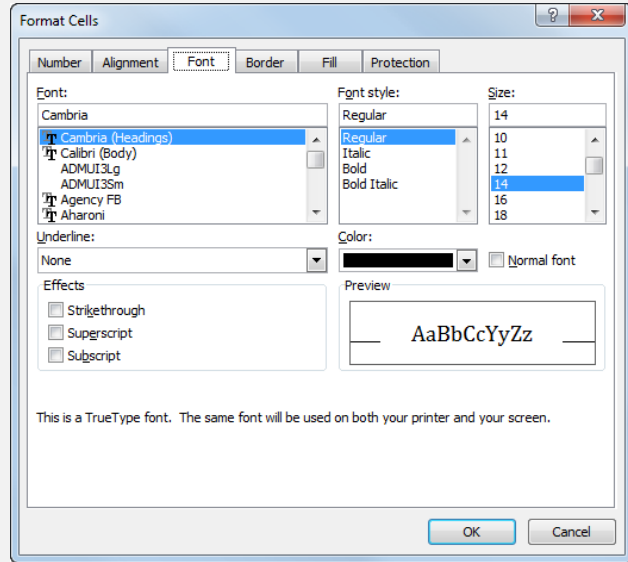 Format Cells
?
Number Alignment Font Border Fill Protection
Font: Font style: Size:
Cambria Regular 14
Cambria (Headings) Regular 10
Calibri (Body) Italic 11
ADMUI3Lg Bold 12
ADMUI3Sm Bold Italic 14
Agency FB 16
Aharoni 18
Underline: Color:
None Normal font
Effects Preview
Strikethrough
Superscript AaBbCcYyZz
Subscript
This is a TrueType font. The same font will be used on both your printer and your screen.
OK Cancel